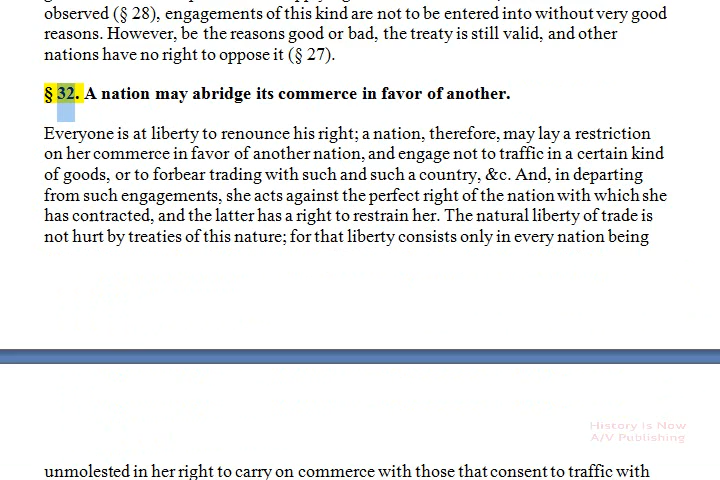 observed (§ 28), engagements of this kind are not to be entered into without very good
reasons. However, be the reasons good or bad, the treaty is still valid, and other
nations have no right to oppose it (§ 27).
§ 32. A nation may abridge its commerce in favor of another.
Everyone is at liberty to renounce his right; a nation, therefore, may lay a restriction
on her commerce in favor of another nation, and engage not to traffic in a certain kind
of goods, or to forbear trading with such and such a country, &c. And, in departing
from such engagements, she acts against the perfect right of the nation with which she
has contracted, and the latter has a right to restrain her. The natural liberty of trade is
not hurt by treaties of this nature; for that liberty consists only in every nation being
History is Now
A/V Publishing
unmolested in her right to carry on commerce with those that consent to traffic with